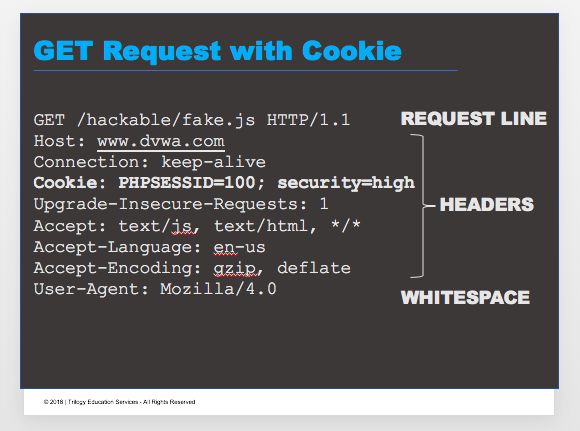 GET Request with Cookie
GET /hackable/fake.js HTTP/1.1
REQUEST LINE
Host: www.dvwa.com
Connection: keep-alive
Cookie: PHPSESSID=100; security=high
Upgrade-Insecure-Requests: 1
HEADERS
Accept: text/js, text/html, */*
Accept-Language: en-us
Accept-Encoding: gzip, deflate
User-Agent: Mozilla/4.0
WHITESPACE
© 2018 | Trilogy Education Services - All Rights Reserved